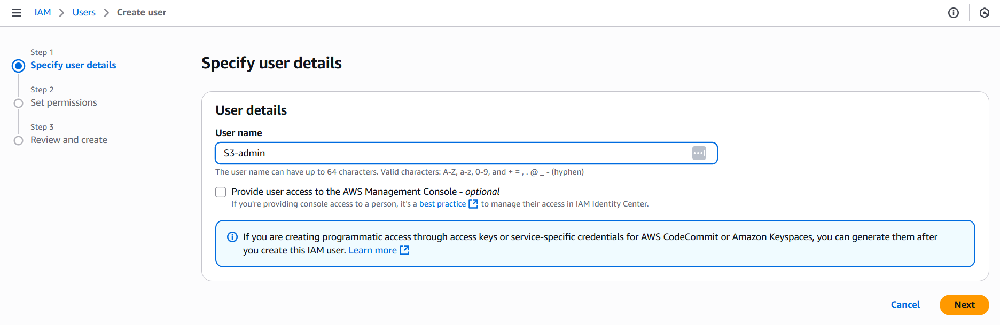 IAM > Users > Create user
Step 1
Specify user details
Step 2
Set permissions
Step 3
Review and create
Specify user details
User details
User name
S3-admin
The user name can have up to 64 characters. Valid characters: A-Z, a-z, 0-9, and + = , . @ _ - (hyphen)
Provide user access to the AWS Management Console - optional
If you're providing console access to a person, it's a best practice to manage their access in IAM Identity Center.
If you are creating programmatic access through access keys or service-specific credentials for AWS CodeCommit or Amazon Keyspaces, you can generate them after
you create this IAM user. Learn more
Cancel
Next